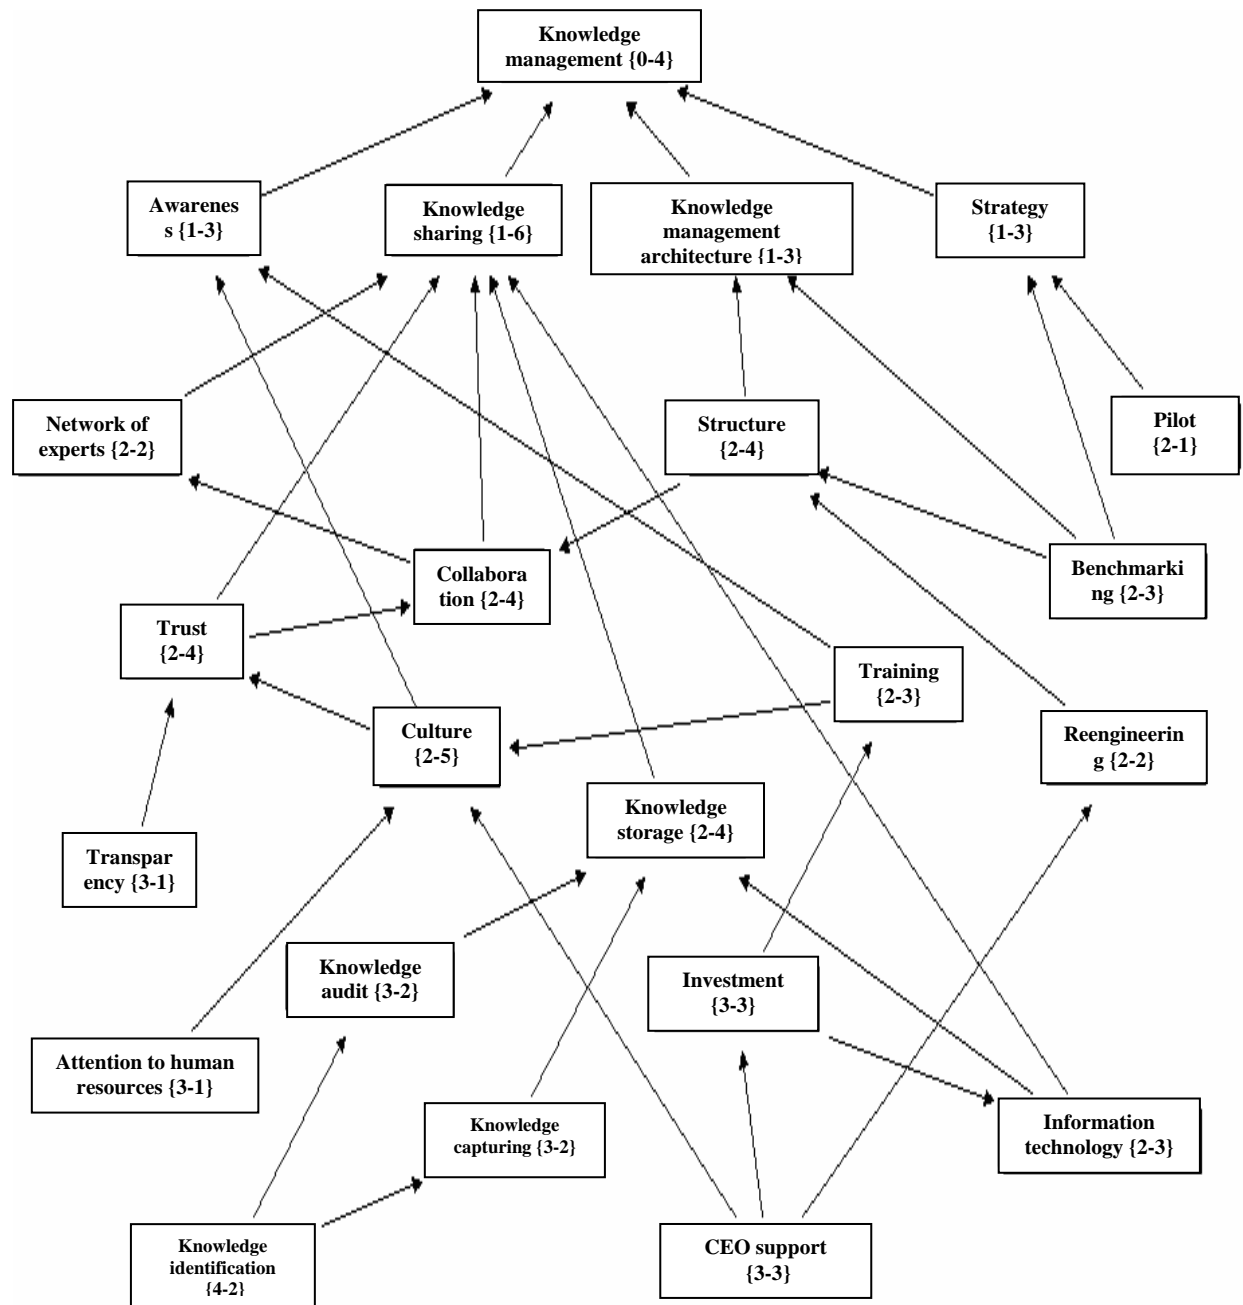 Knowledge
management {0-4}
Awarenes
s {1-3}
Knowledge
sharing {1-6}
Knowledge
management
architecture {1-3}
Strategy
{1-3}
Network of
experts {2-2}
Structure
{2-4}
Pilot
{2-1}
Collabora
tion {2-4}
Benchmarki
ng {2-3}
Trust
{2-4}
Training
{2-3}
Culture
{2-5}
Reengineerin
g {2-2}
Knowledge
storage {2-4}
Transpar
ency {3-1}
Knowledge
audit {3-2}
Investment
{3-3}
Attention to human
resources {3-1}
Knowledge
capturing {3-2}
Information
technology {2-3}
Knowledge
identification
{4-2}
CEO support
{3-3}